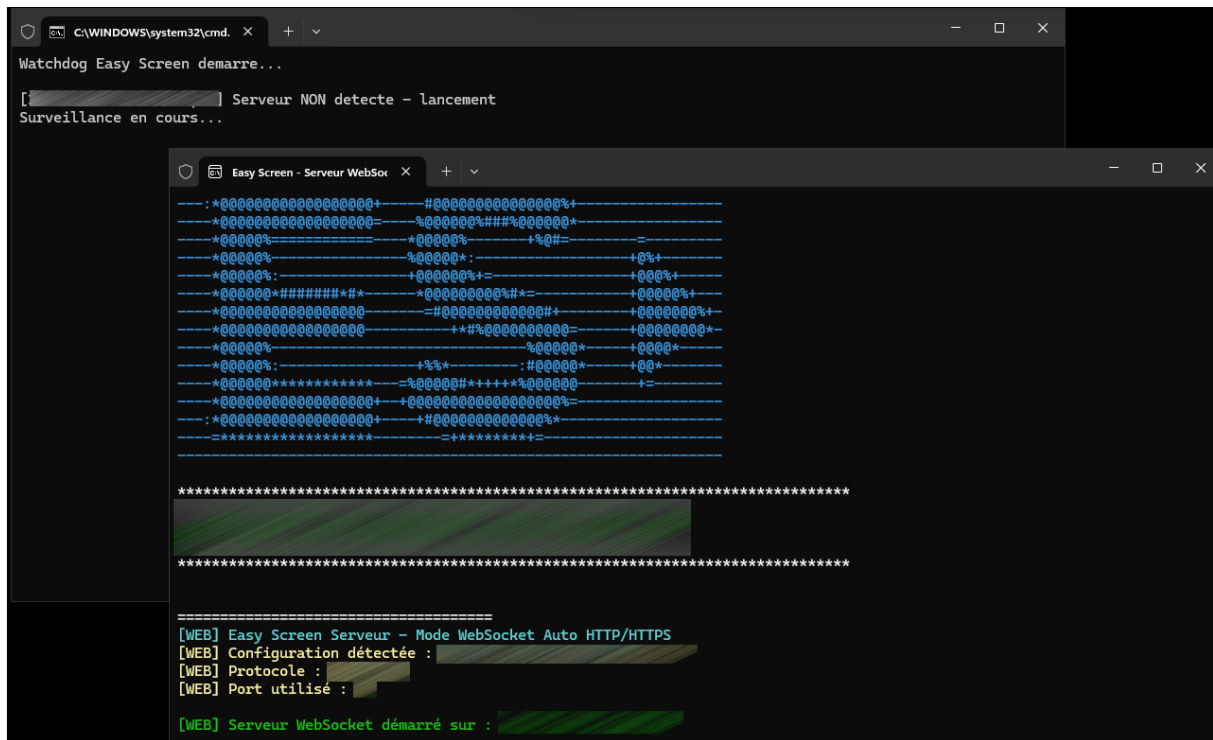 C:\WINDOWS\system32\cmd.
Watchdog Easy Screen demarre...
[ ] Serveur NON detecte - lancement
Surveillance en cours...
Easy Screen - Serveur WebSoc
----:*@@@@@@@@@@@@@@@@@@+-----#@@@@@@@@@@@@@@@%+-----------------
----*@@@@@@@@@@@@@@@@@@=----%@@@@@@%###%@@@@@@*-----------------
----*@@@@@%============----*@@@@@%-------+%@#=--------=---------
----*@@@@@%----------------%@@@@@*:------------------+@%+-------
----*@@@@@%:---------------+@@@@@@%+=----------------+@@@%+-----
----*@@@@@@*#######*#*------*@@@@@@@@@%#*=-----------+@@@@@%+---
----*@@@@@@@@@@@@@@@@@-------=#@@@@@@@@@@@@#+--------+@@@@@@@%+-
----*@@@@@@@@@@@@@@@@@----------+*#%@@@@@@@@@@=------+@@@@@@@@*-
----*@@@@@%------------------------------%@@@@@*-----+@@@@*-----
----*@@@@@%:----------------+%%*--------:#@@@@@*-----+@@*-------
----*@@@@@@************---=%@@@@@#*++++*%@@@@@@-------+=--------
----*@@@@@@@@@@@@@@@@@@+--+@@@@@@@@@@@@@@@@@@%=-----------------
---:*@@@@@@@@@@@@@@@@@@+----+#@@@@@@@@@@@@@%*-------------------
----=******************--------=+********+=---------------------
----------------------------------------------------------------
*******************************************************************************
*******************************************************************************
=====================================
[WEB] Easy Screen Serveur - Mode WebSocket Auto HTTP/HTTPS
[WEB] Configuration détectée :
[WEB] Protocole :
[WEB] Port utilisé :
[WEB] Serveur WebSocket démarré sur :